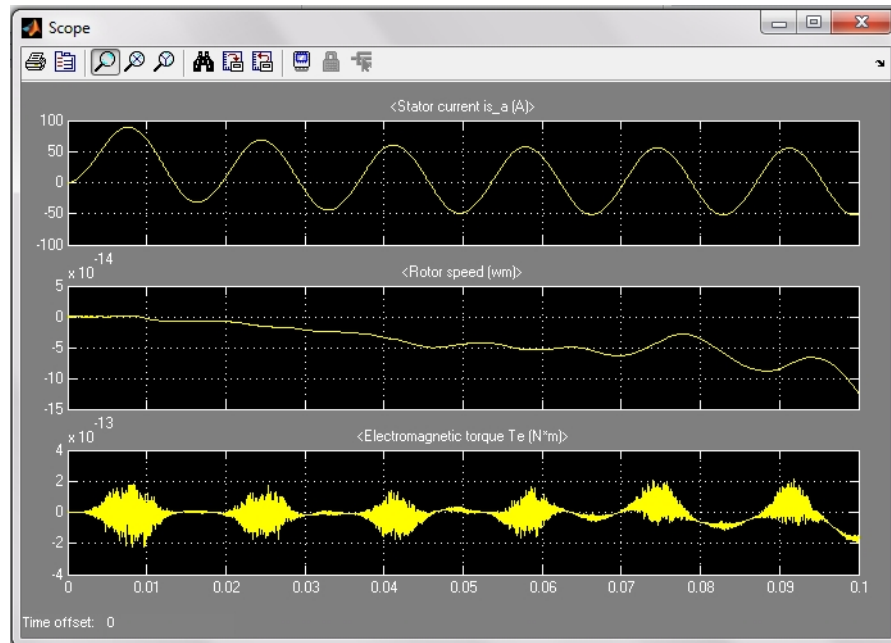 Scope
<Stator current is_a (A)>
100
50
0
-50
-100
x 10^-14
<Rotor speed (wm)>
5
0
-5
-10
-15
x 10^-13
<Electromagnetic torque Te (N*m)>
4
2
0
-2
-4
0 0.01 0.02 0.03 0.04 0.05 0.06 0.07 0.08 0.09 0.1
Time offset: 0